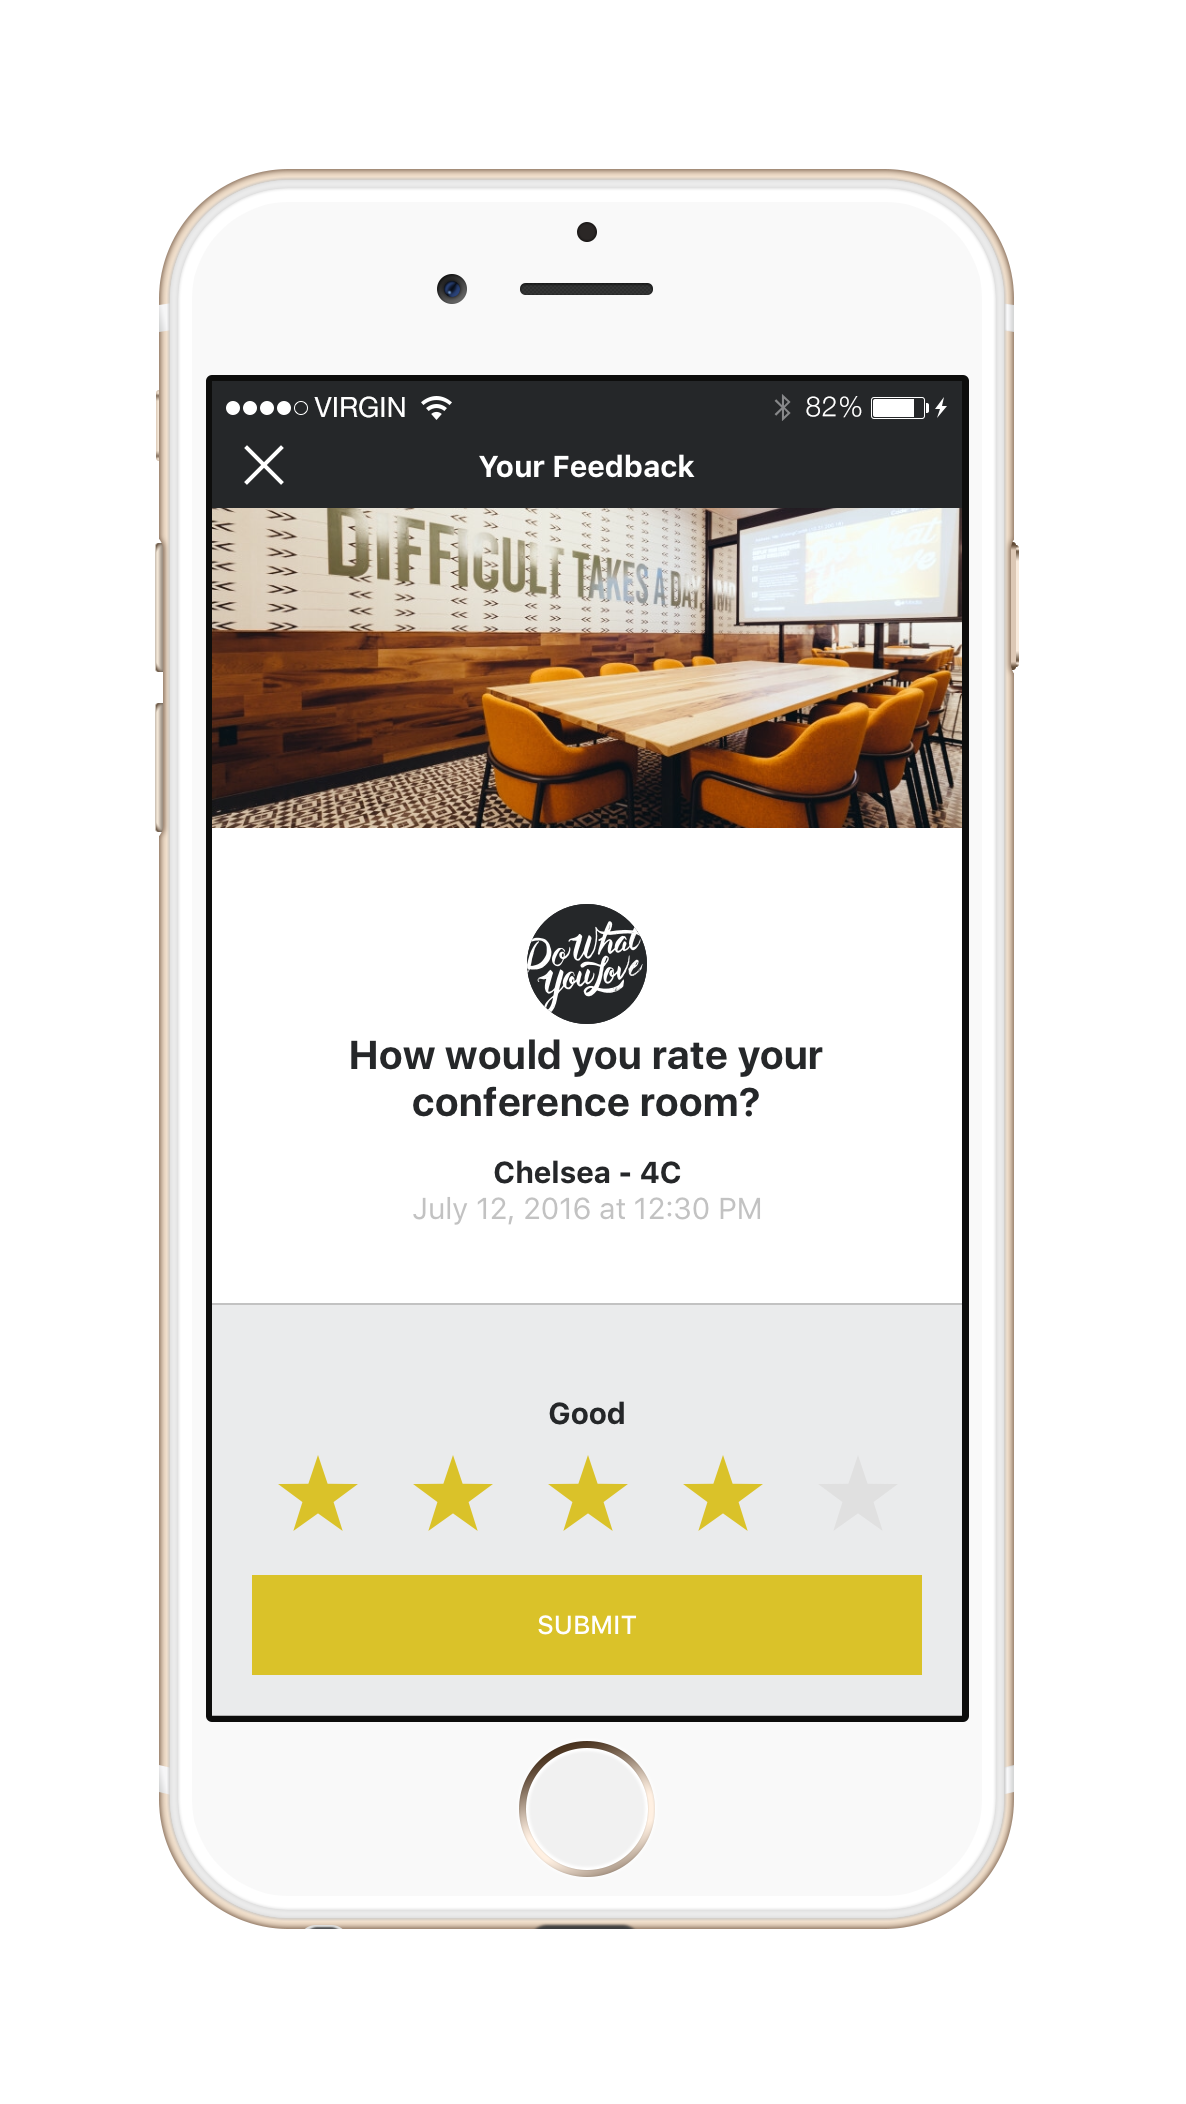 VIRGIN 82%
Your Feedback
DIFFICULT TAKES A DAY,
Do What
You Love
How would you rate your
conference room?
Chelsea - 4C
July 12, 2016 at 12:30 PM
Good
SUBMIT